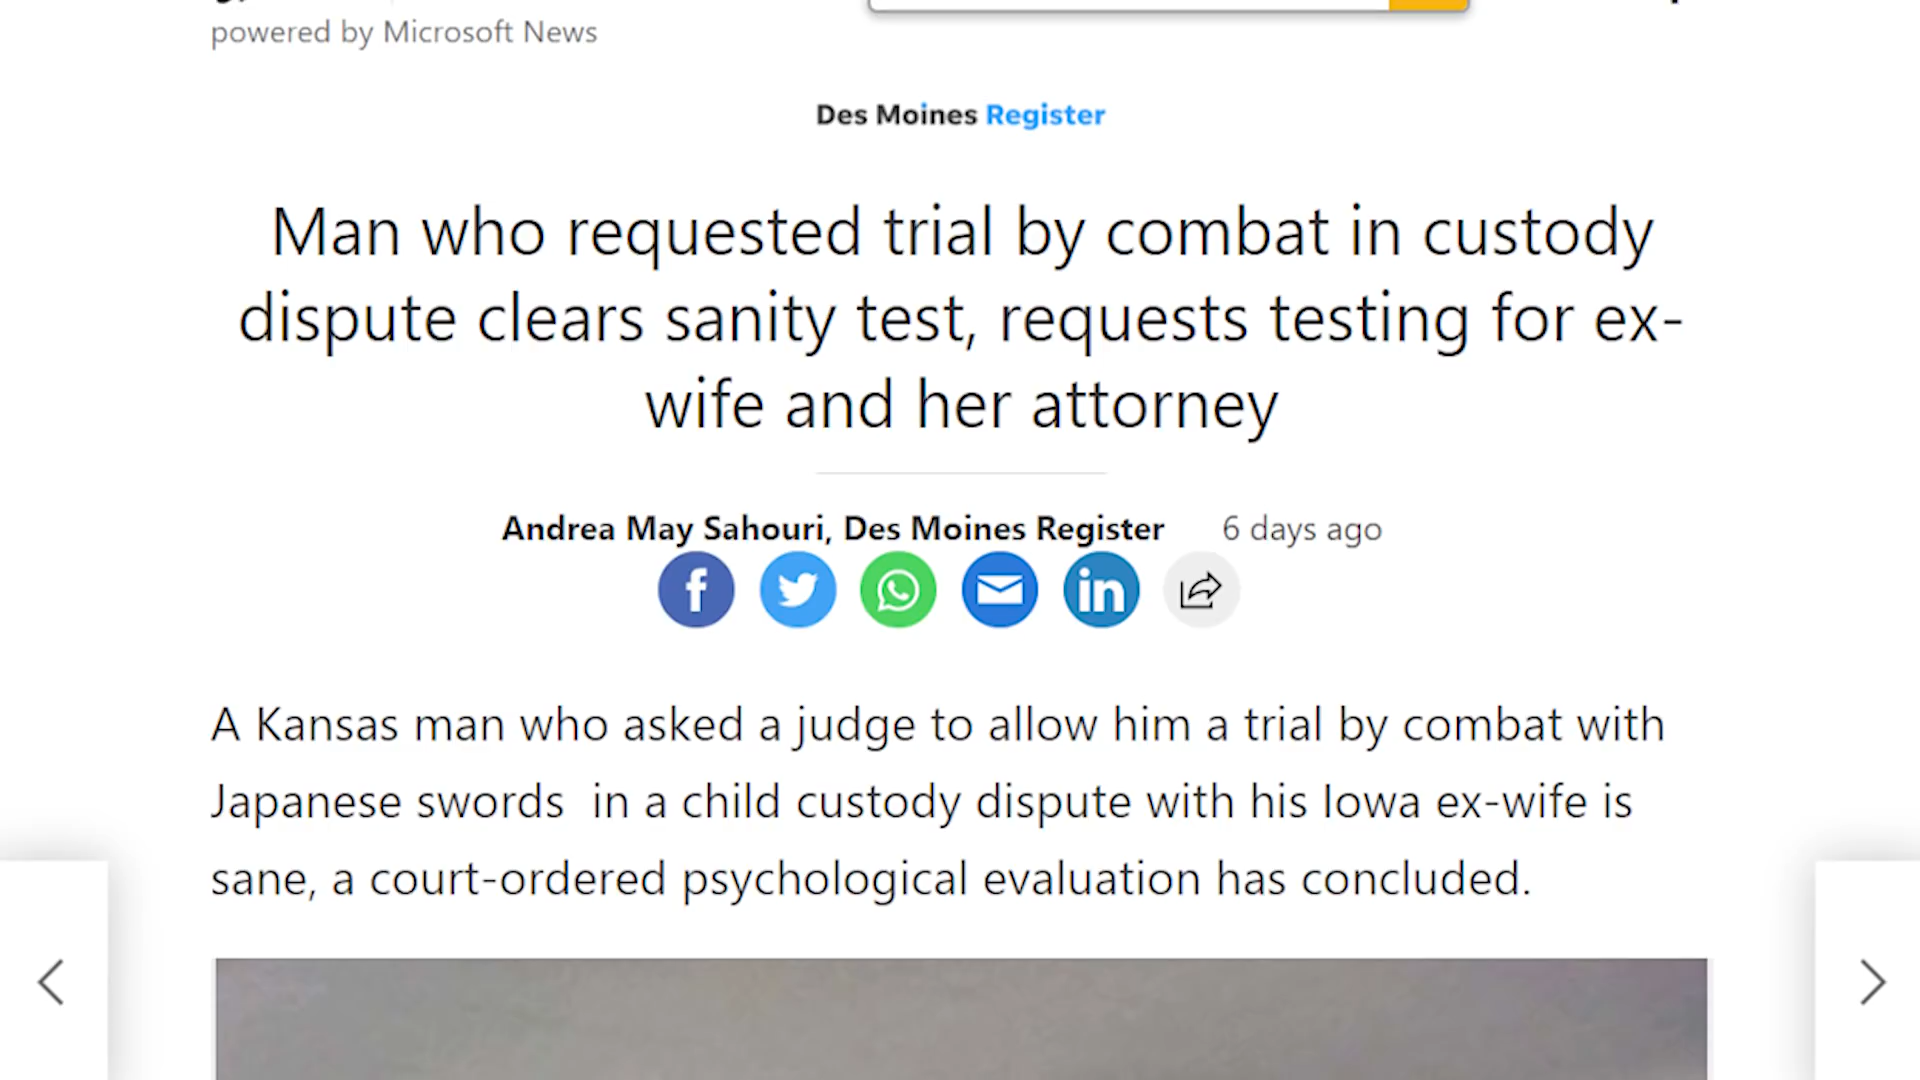 powered by Microsoft News
Des Moines Register
Man who requested trial by combat in custody
dispute clears sanity test, requests testing for ex-
wife and her attorney
Andrea May Sahouri, Des Moines Register 6 days ago
A Kansas man who asked a judge to allow him a trial by combat with
Japanese swords in a child custody dispute with his Iowa ex-wife is
sane, a court-ordered psychological evaluation has concluded.